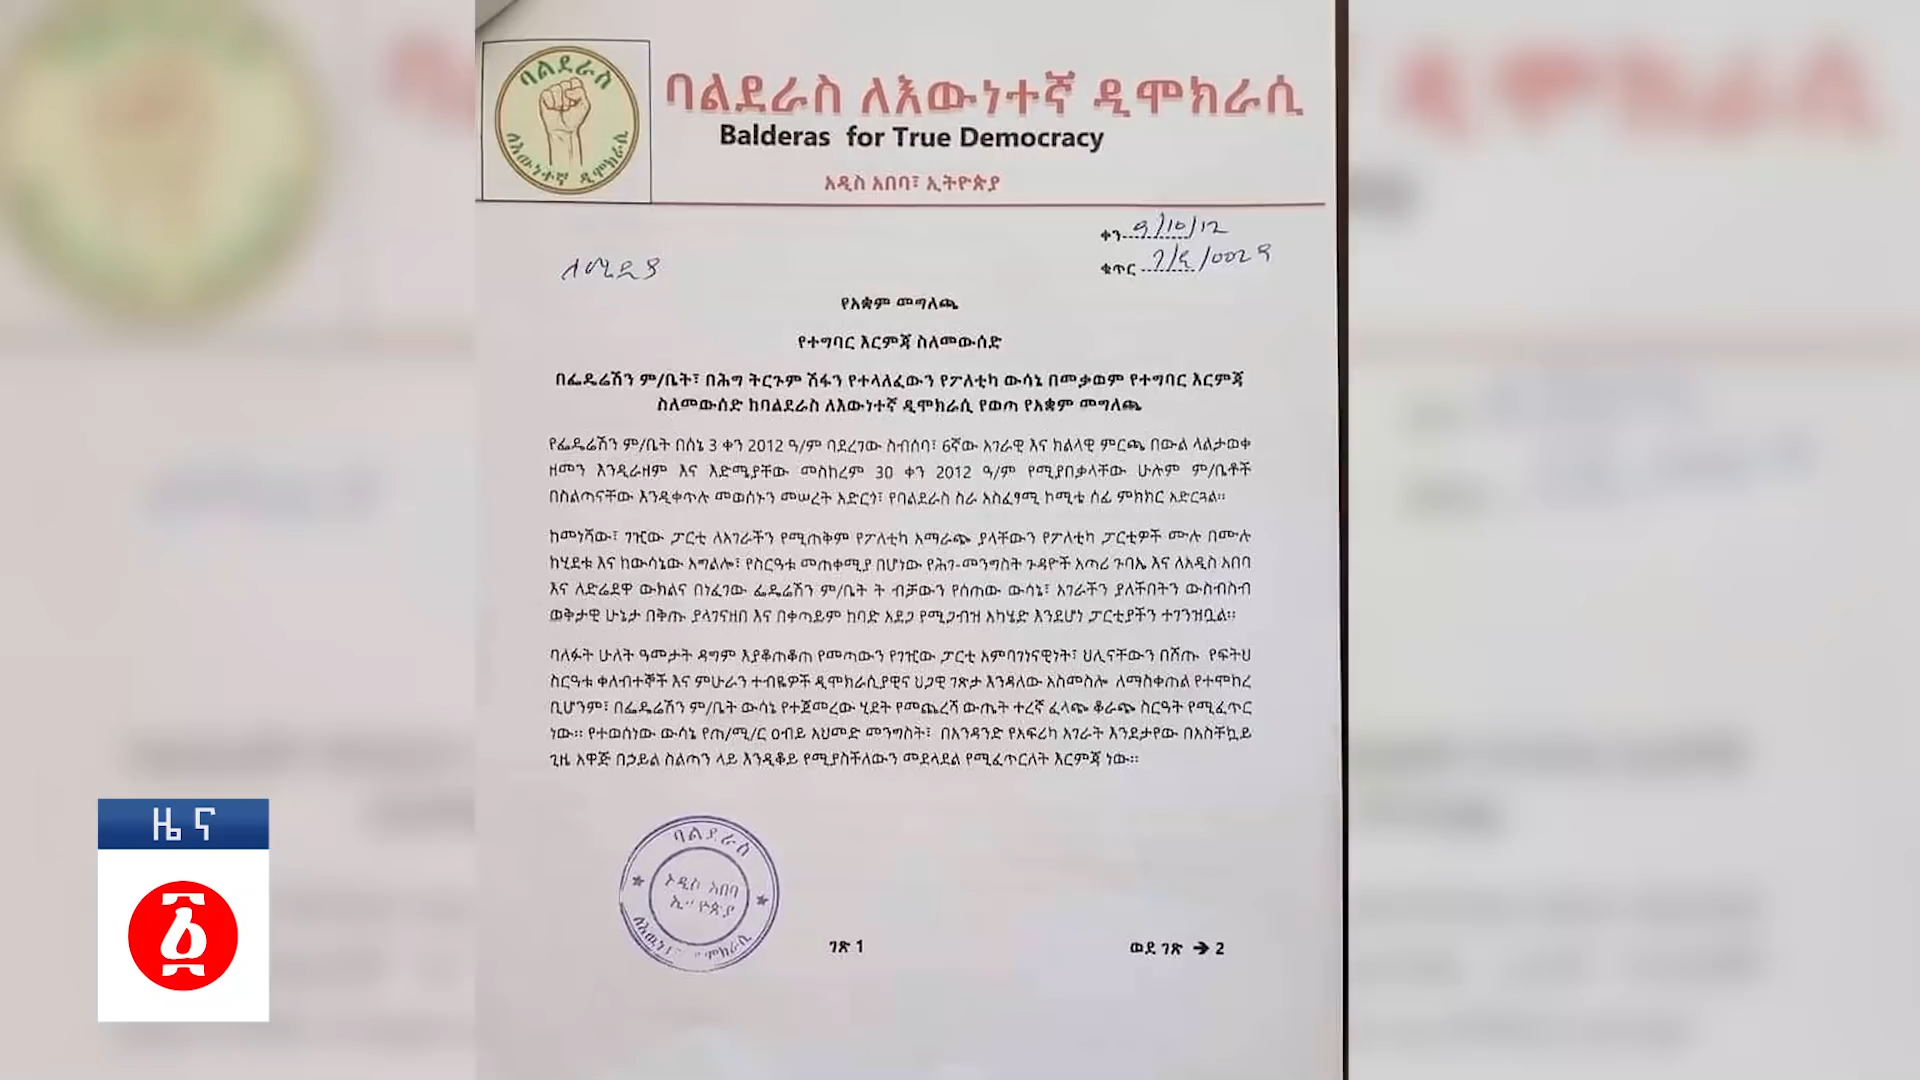 ባልደራስ
ለእውነተኛ ዲሞክራሲ
ባልደራስ ለእውነተኛ ዲሞክራሲ
Balderas for True Democracy
አዲስ አበባ፣ ኢትዮጵያ
ቀን 9/10/12
ቁጥር
ለሚዲያ
የአቋም መግለጫ
የተግባር እርምጃ ስለመውሰድ
በፌዴሬሽን ም/ቤት፣ በሕግ ትርጉም ሽፋን የተላለፈውን የፖለቲካ ውሳኔ በመቃወም የተግባር እርምጃ
ስለመውሰድ ከባልደራስ ለእውነተኛ ዲሞክራሲ የወጣ የአቋም መግለጫ
የፌዴሬሽን ም/ቤት በሰኔ 3 ቀን 2012 ዓ/ም ባደረገው ስብሰባ፣ 6ኛው አገራዊ እና ክልላዊ ምርጫ በውል ላልታወቀ
ዘመን እንዲራዘም እና እድሜያቸው መስከረም 30 ቀን 2012 ዓ/ም የሚያበቃላቸው ሁሉም ም/ቤቶች
በስልጣናቸው እንዲቀጥሉ መወሰኑን መሠረት አድርጎ፣ የባልደራስ ስራ አስፈፃሚ ኮሚቴ ሰፊ ምክክር አድርጓል።
ከመነሻው፣ ገዢው ፓርቲ ለአገራችን የሚጠቅም የፖለቲካ አማራጭ ያላቸውን የፖለቲካ ፓርቲዎች ሙሉ በሙሉ
ከሂደቱ እና ከውሳኔው አግልሎ፣ የስርዓቱ መጠቀሚያ በሆነው የሕገ-መንግስት ጉዳዮች አጣሪ ጉባኤ እና ለአዲስ አበባ
እና ለድሬደዋ ውክልና በነፈገው ፌዴሬሽን ም/ቤት ት ብቻውን የሰጠው ውሳኔ፣ አገራችን ያለችበትን ውስብስብ
ወቅታዊ ሁኔታ በቅጡ ያላገናዘበ እና በቀጣይም ከባድ አደጋ የሚጋብዝ አካሄድ እንደሆነ ፓርቲያችን ተገንዝቧል።
ባለፉት ሁለት ዓመታት ዳግም እያቆጠቆጠ የመጣውን የገዢው ፓርቲ አምባገነናዊነት፣ ህሊናቸውን በሸጡ የፍትህ
ስርዓቱ ቀለብተኞች እና ምሁራን ተብዬዎች ዲሞክራሲያዊና ህጋዊ ገጽታ እንዳለው አስመስሎ ለማስቀጠል የተሞከረ
ቢሆንም፣ በፌዴሬሽን ም/ቤት ውሳኔ የተጀመረው ሂደት የመጨረሻ ውጤት ተረኛ ፈላጭ ቆራጭ ስርዓት የሚፈጥር
ነው። የተወሰነው ውሳኔ የጠ/ሚ/ር ዐብይ አህመድ መንግስት፣ በአንዳንድ የአፍሪካ አገራት እንደታየው በአስቸኳይ
ጊዜ አዋጅ በኃይል ስልጣን ላይ እንዲቆይ የሚያስችለውን መደላደል የሚፈጥርለት እርምጃ ነው።
ባልደራስ
አዲስ አበባ
ገጽ 1
ወደ ገጽ → 2
ዜና